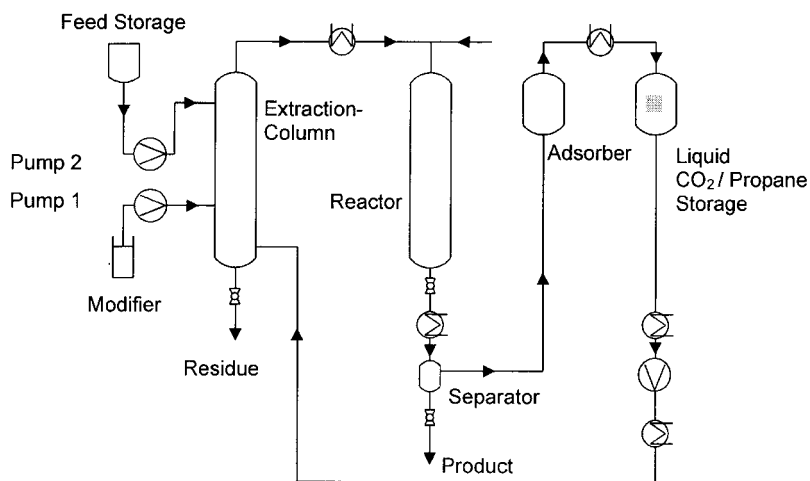 Feed Storage
Extraction-
Column
Pump 2
Pump 1
Modifier
Residue
Reactor
Separator
Product
Adsorber
Liquid
CO₂ / Propane
Storage